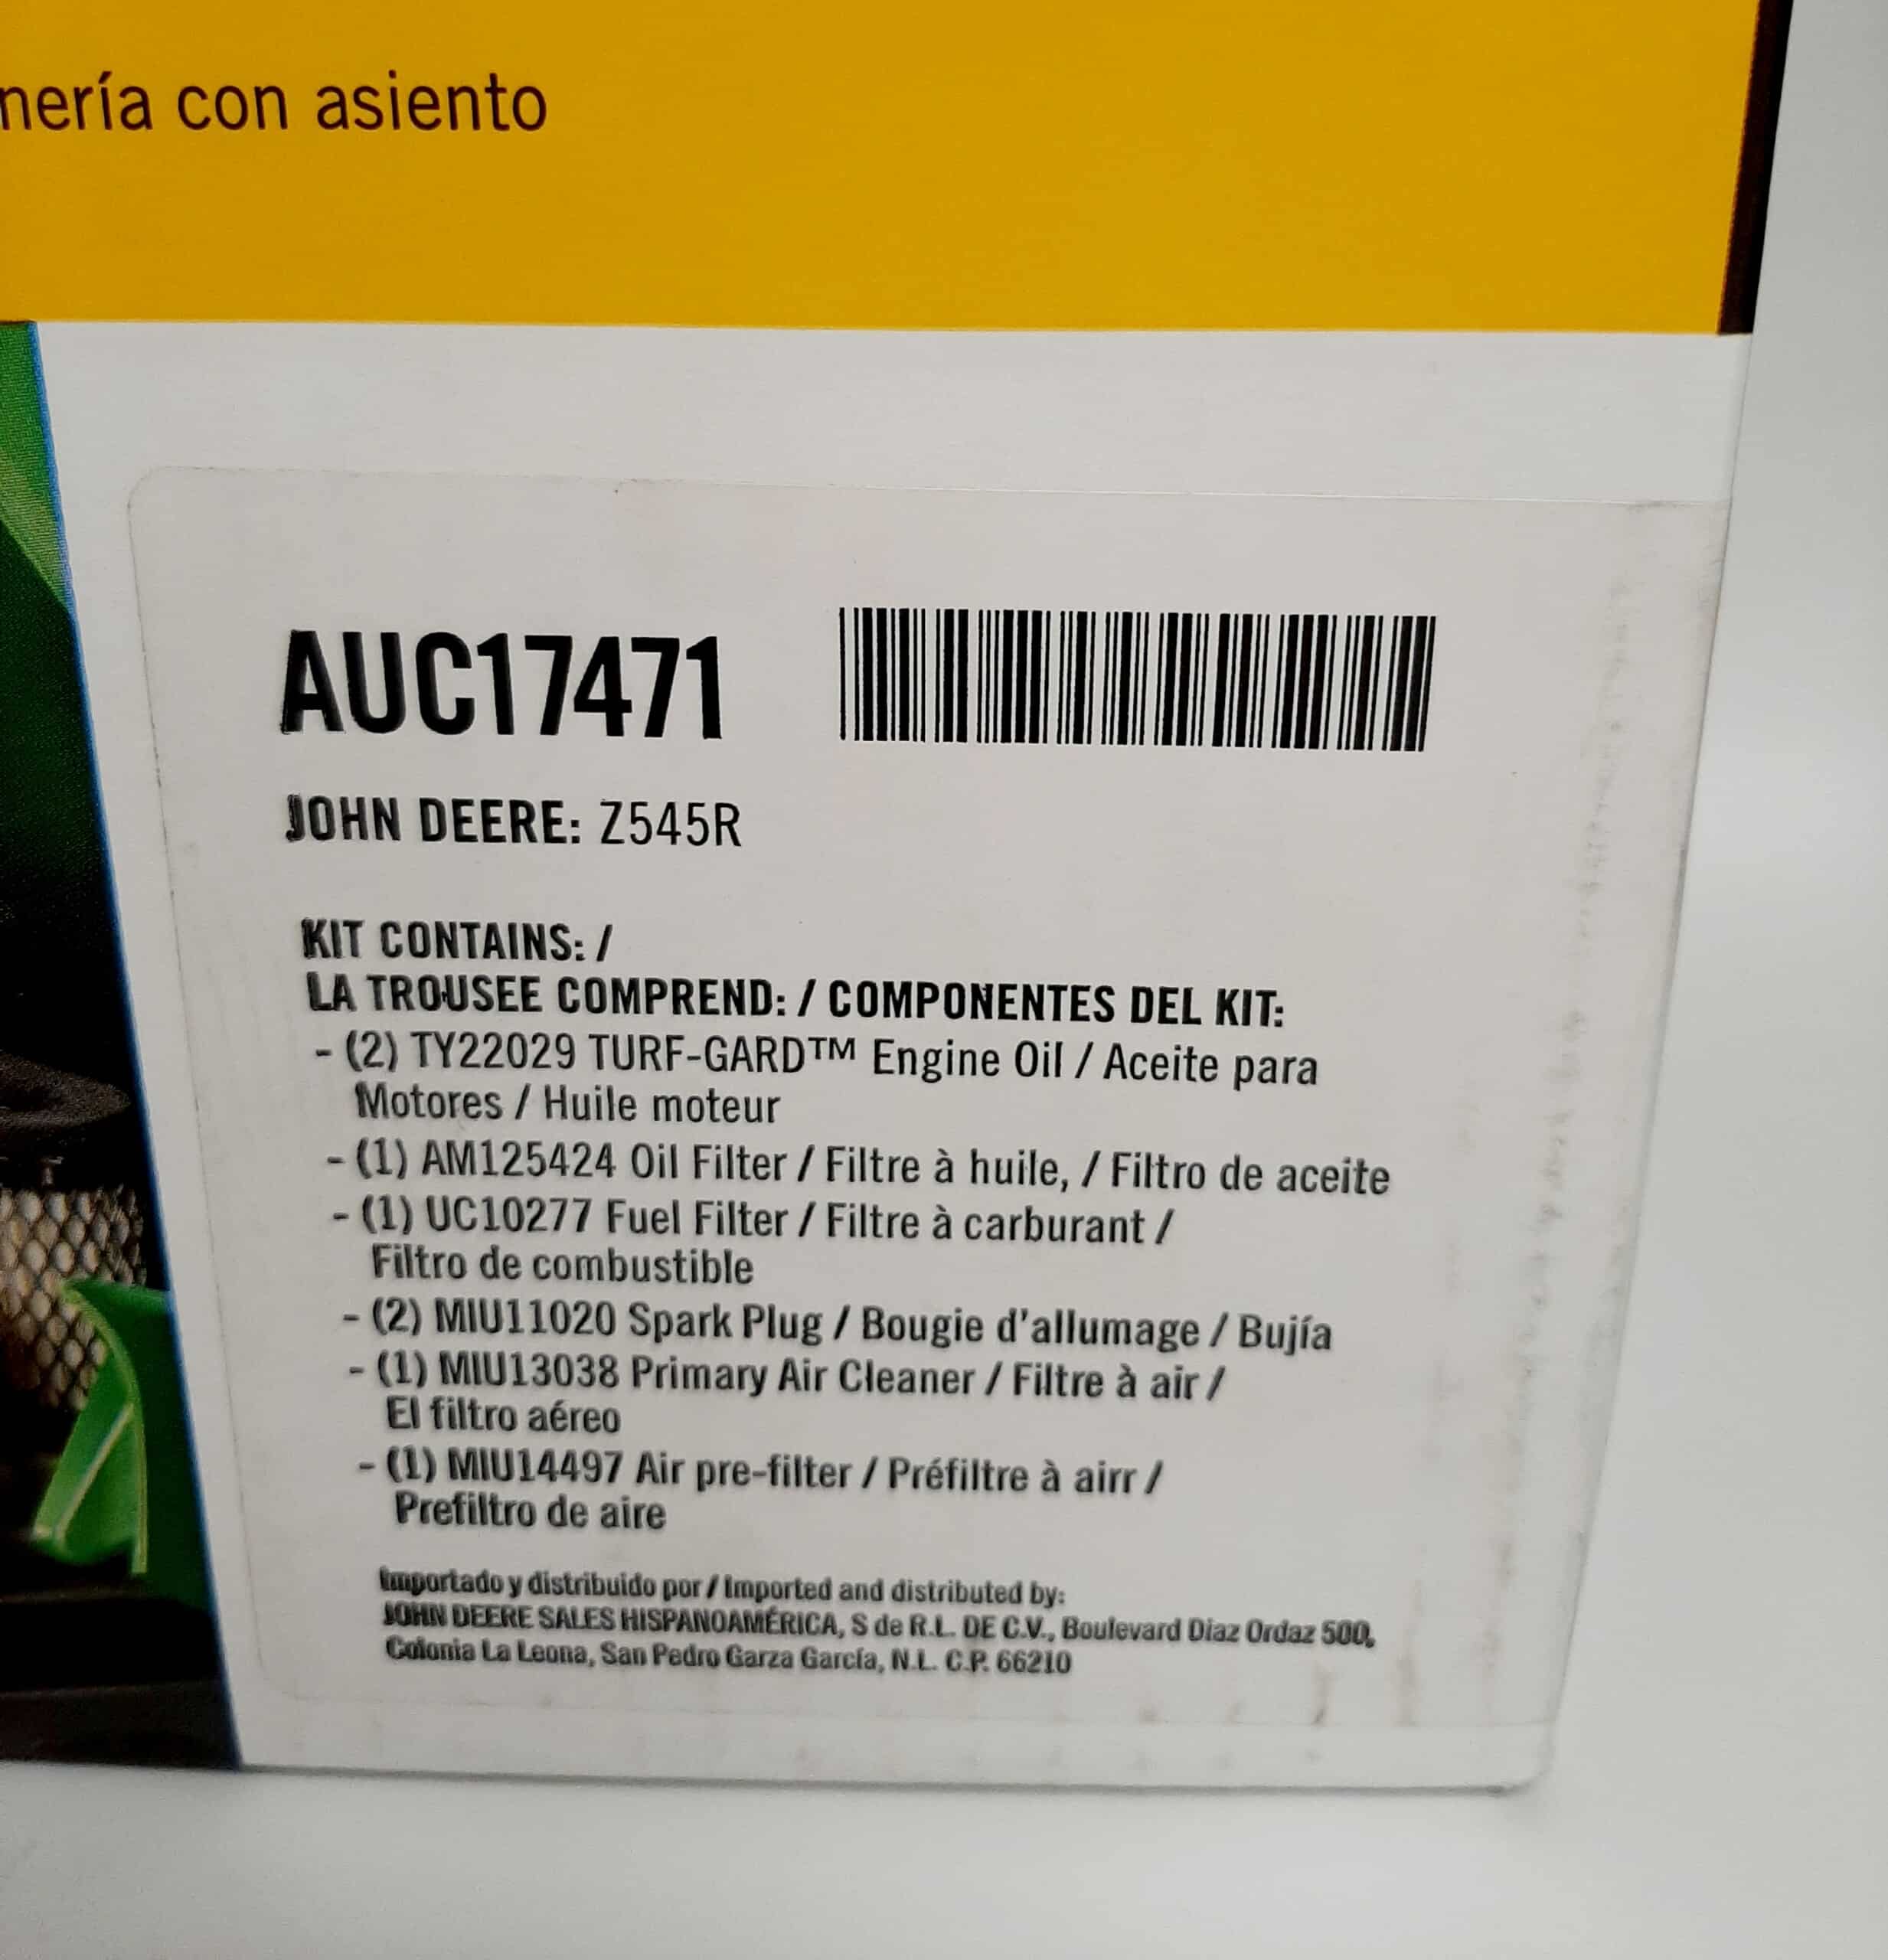 nería con asiento
AUC17471
JOHN DEERE: Z545R
KIT CONTAINS: /
LA TROUSEE COMPREND: / COMPONENTES DEL KIT:
- (2) TY22029 TURF-GARD™ Engine Oil / Aceite para
Motores / Huile moteur
- (1) AM125424 Oil Filter / Filtre à huile, / Filtro de aceite
- (1) UC10277 Fuel Filter / Filtre à carburant /
Filtro de combustible
- (2) MIU11020 Spark Plug / Bougie d'allumage / Bujía
- (1) MIU13038 Primary Air Cleaner / Filtre à air /
El filtro aéreo
- (1) MIU14497 Air pre-filter / Préfiltre à airr /
Prefiltro de aire
Importado y distribuido por / Imported and distributed by:
JOHN DEERE SALES HISPANOAMÉRICA, S de R.L. DE C.V., Boulevard Diaz Ordaz 500,
Colonia La Leona, San Pedro Garza García, N.L. C.P. 66210